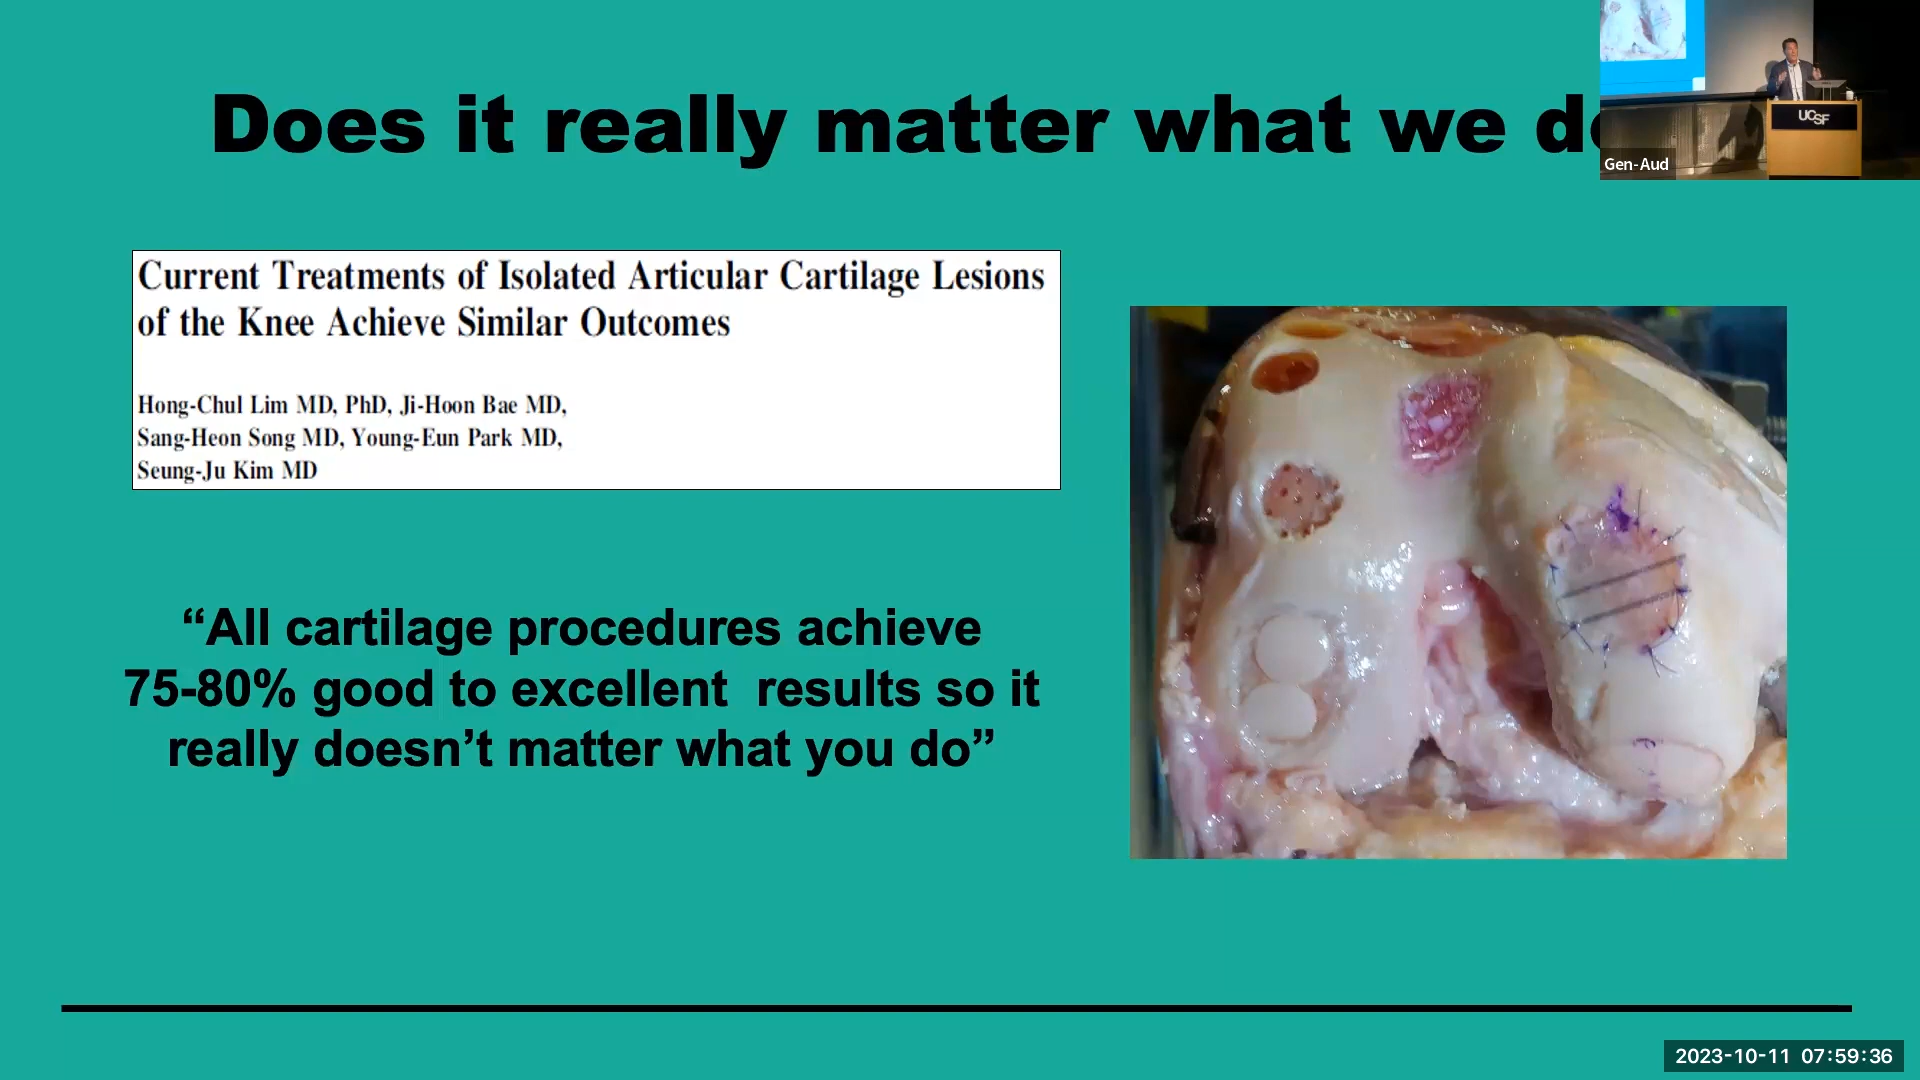 Does it really matter what we do
Gen-Aud
UCSF
Current Treatments of Isolated Articular Cartilage Lesions
of the Knee Achieve Similar Outcomes
Hong-Chul Lim MD, PhD, Ji-Hoon Bae MD,
Sang-Heon Song MD, Young-Eun Park MD,
Seung-Ju Kim MD
“All cartilage procedures achieve
75-80% good to excellent results so it
really doesn’t matter what you do”
2023-10-11 07:59:36